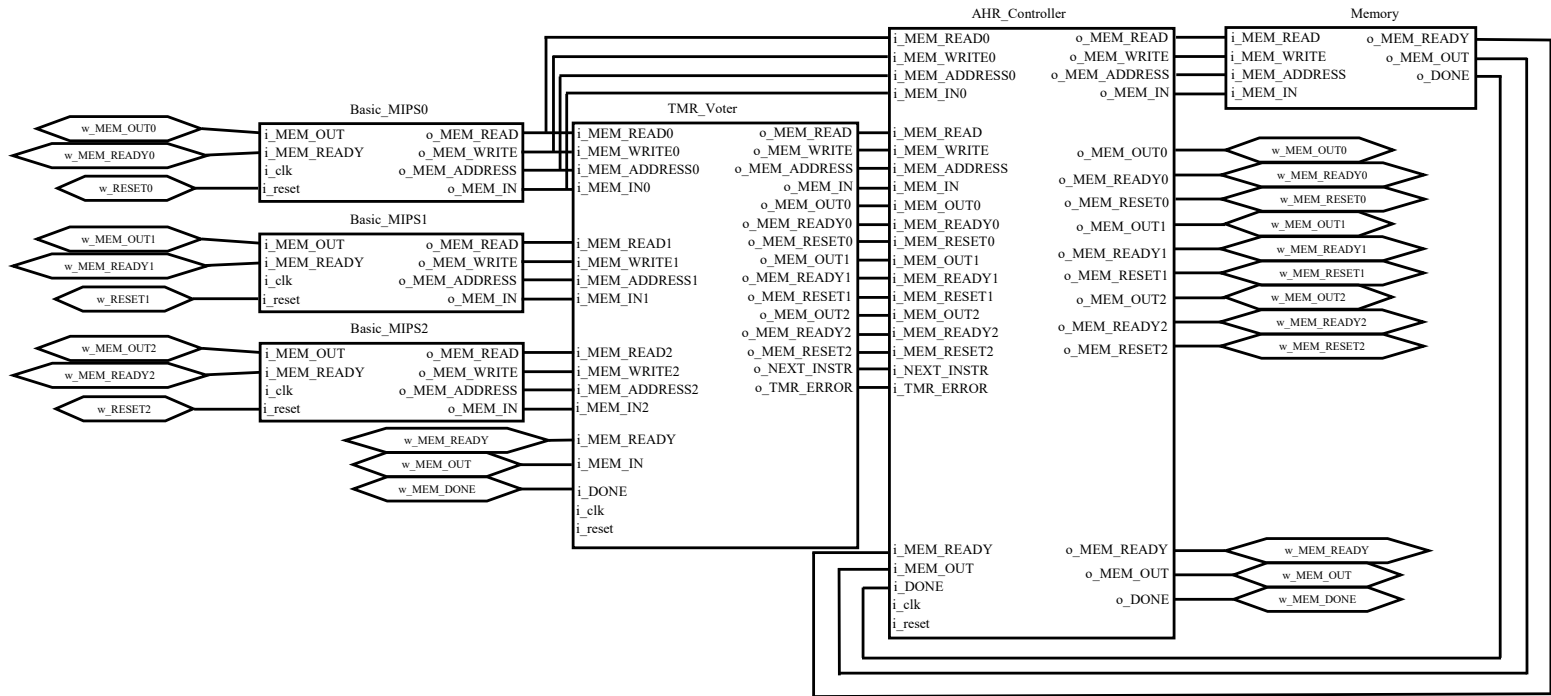 AHR_Controller
Memory
i_MEM_READ0
o_MEM_READ
i_MEM_WRITE0
o_MEM_WRITE
i_MEM_ADDRESS0
o_MEM_ADDRESS
i_MEM_IN0
o_MEM_IN
i_MEM_READ
o_MEM_READY
i_MEM_WRITE
o_MEM_OUT
i_MEM_ADDRESS
o_DONE
i_MEM_IN
Basic_MIPS0
w_MEM_OUT0
w_MEM_READY0
w_RESET0
i_MEM_OUT
o_MEM_READ
i_MEM_READY
o_MEM_WRITE
i_clk
o_MEM_ADDRESS
i_reset
o_MEM_IN
Basic_MIPS1
w_MEM_OUT1
w_MEM_READY1
w_RESET1
i_MEM_OUT
o_MEM_READ
i_MEM_READY
o_MEM_WRITE
i_clk
o_MEM_ADDRESS
i_reset
o_MEM_IN
Basic_MIPS2
w_MEM_OUT2
w_MEM_READY2
w_RESET2
i_MEM_OUT
o_MEM_READ
i_MEM_READY
o_MEM_WRITE
i_clk
o_MEM_ADDRESS
i_reset
o_MEM_IN
w_MEM_READY
w_MEM_OUT
w_MEM_DONE
TMR_Voter
i_MEM_READ0
i_MEM_WRITE0
i_MEM_ADDRESS0
i_MEM_IN0
i_MEM_READ1
i_MEM_WRITE1
i_MEM_ADDRESS1
i_MEM_IN1
i_MEM_READ2
i_MEM_WRITE2
i_MEM_ADDRESS2
i_MEM_IN2
i_MEM_READY
i_MEM_IN
i_DONE
i_clk
i_reset
o_MEM_READ
o_MEM_WRITE
o_MEM_ADDRESS
o_MEM_IN
o_MEM_OUT0
o_MEM_READY0
o_MEM_RESET0
o_MEM_OUT1
o_MEM_READY1
o_MEM_RESET1
o_MEM_OUT2
o_MEM_READY2
o_MEM_RESET2
o_NEXT_INSTR
o_TMR_ERROR
i_MEM_READ
i_MEM_WRITE
i_MEM_ADDRESS
i_MEM_IN
i_MEM_OUT0
i_MEM_READY0
i_MEM_RESET0
i_MEM_OUT1
i_MEM_READY1
i_MEM_RESET1
i_MEM_OUT2
i_MEM_READY2
i_MEM_RESET2
i_NEXT_INSTR
i_TMR_ERROR
i_MEM_READY
i_MEM_OUT
i_DONE
i_clk
i_reset
o_MEM_OUT0
o_MEM_READY0
o_MEM_RESET0
o_MEM_OUT1
o_MEM_READY1
o_MEM_RESET1
o_MEM_OUT2
o_MEM_READY2
o_MEM_RESET2
o_MEM_READY
o_MEM_OUT
o_DONE
w_MEM_OUT0
w_MEM_READY0
w_MEM_RESET0
w_MEM_OUT1
w_MEM_READY1
w_MEM_RESET1
w_MEM_OUT2
w_MEM_READY2
w_MEM_RESET2
w_MEM_READY
w_MEM_OUT
w_MEM_DONE